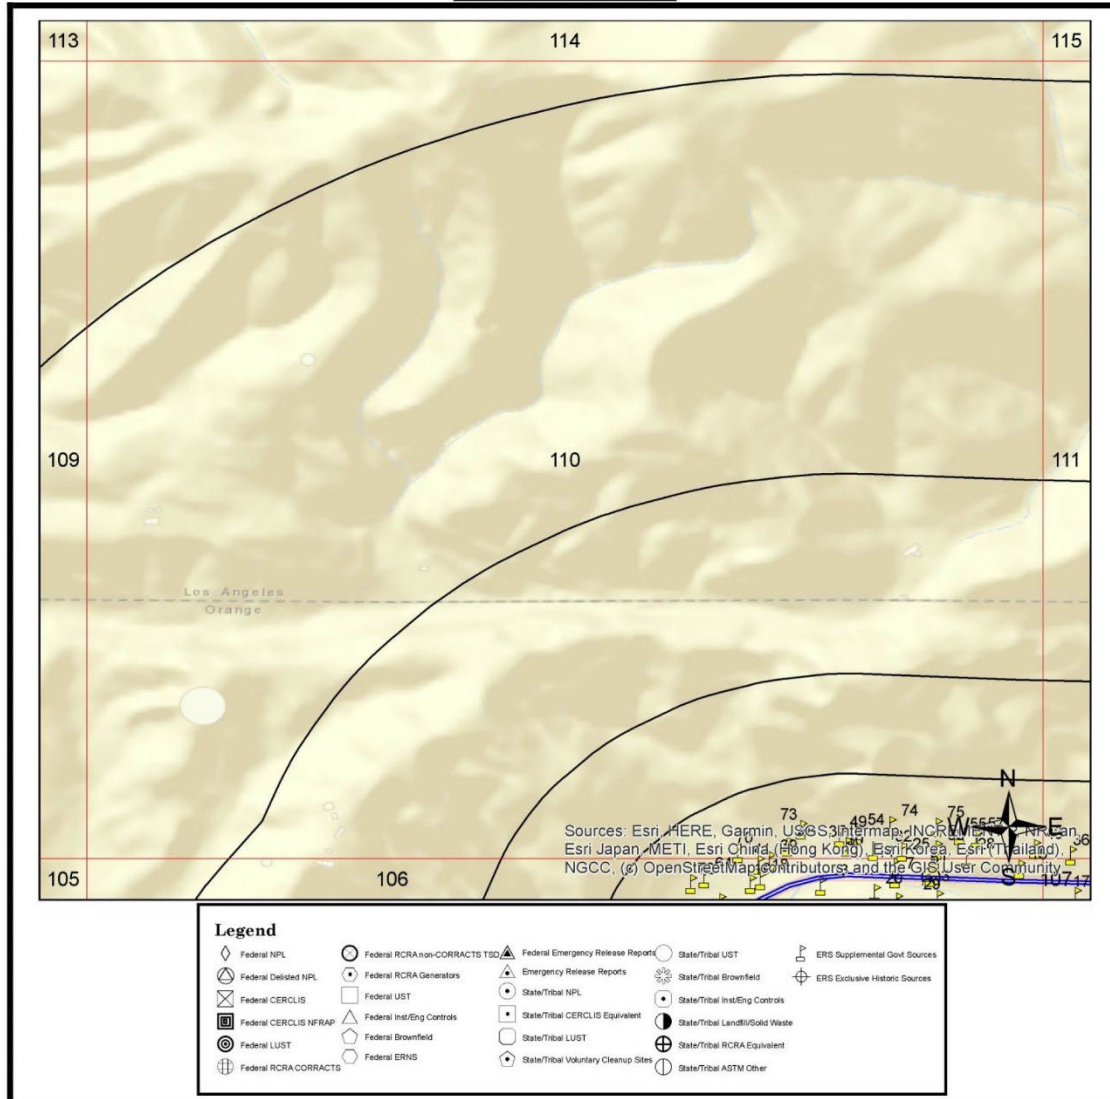 113
114
115
109
110
111
Los Angeles
Orange
N
W
E
S
73
74
75
54
49
Sources: Esri, HERE, Garmin, USGS, Intermap, INCREMENT P, NRCan,
Esri Japan, METI, Esri China (Hong Kong), Esri Korea, Esri (Thailand),
NGCC, (c) OpenStreetMap contributors, and the GIS User Community
105
106
107
17
29
36
Legend
Federal NPL
Federal Delisted NPL
Federal CERCLIS
Federal CERCLIS NFRAP
Federal LUST
Federal RCRA CORRACTS
Federal RCRA non-CORRACTS TSD
Federal RCRA Generators
Federal UST
Federal Inst/Eng Controls
Federal Brownfield
Federal ERNS
Federal Emergency Release Reports
Emergency Release Reports
State/Tribal NPL
State/Tribal CERCLIS Equivalent
State/Tribal LUST
State/Tribal Voluntary Cleanup Sites
State/Tribal UST
State/Tribal Brownfield
State/Tribal Inst/Eng Controls
State/Tribal Landfill/Solid Waste
State/Tribal RCRA Equivalent
State/Tribal ASTM Other
ERS Supplemental Govt Sources
ERS Exclusive Historic Sources